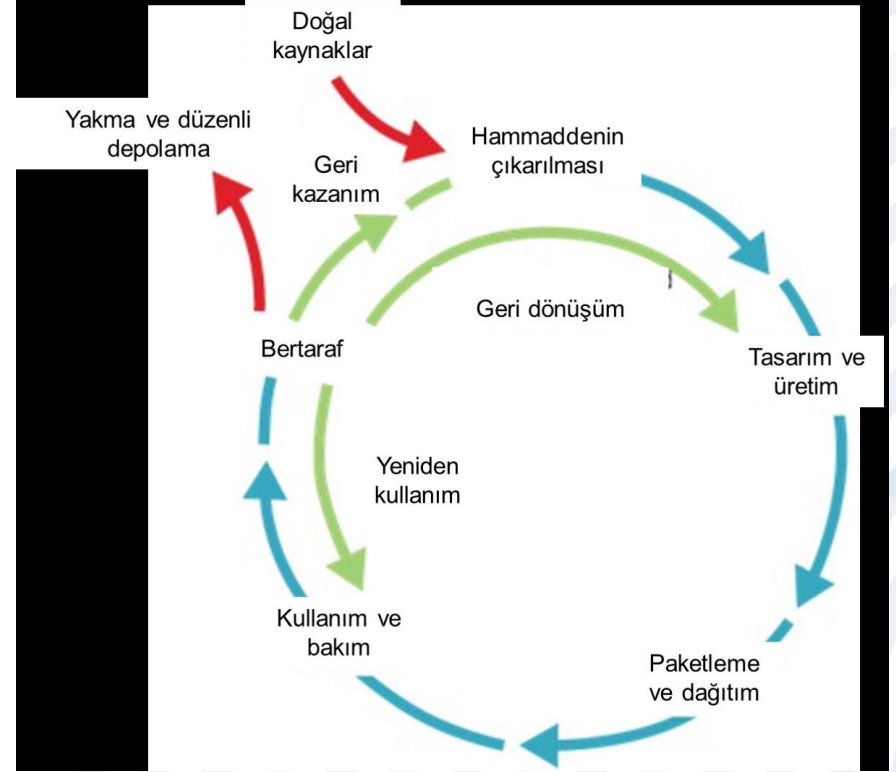 Doğal
kaynaklar
Yakma ve düzenli
depolama
Hammaddenin
çıkarılması
Geri
kazanım
Geri dönüşüm
Bertaraf
Tasarım ve
üretim
Yeniden
kullanım
Kullanım ve
bakım
Paketleme
ve dağıtım